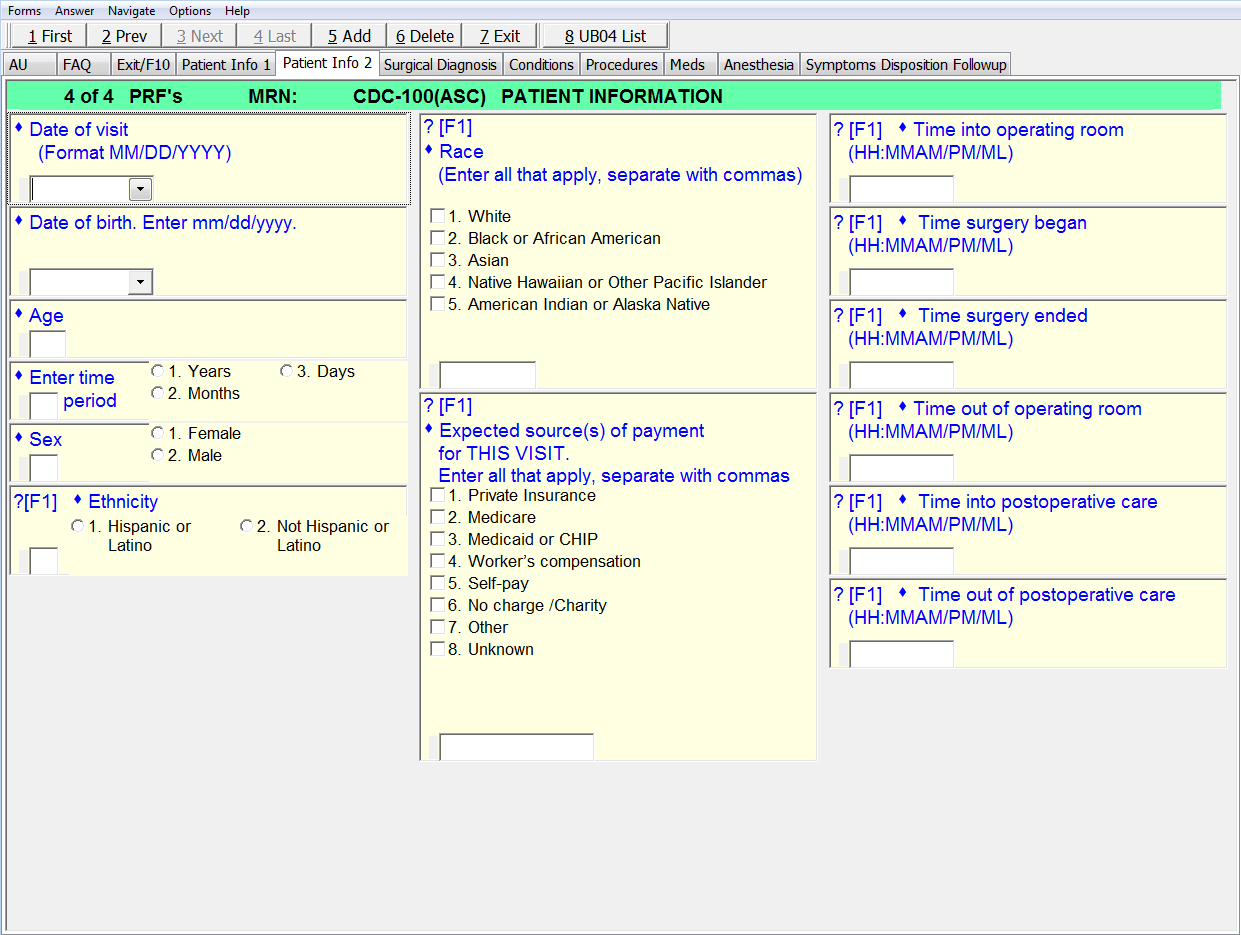 Forms Answer Navigate Options Help
1 First 2 Prev 3 Next 4 Last 5 Add 6 Delete 7 Exit 8 UB04 List
AU FAQ Exit/F10 Patient Info 1 Patient Info 2 Surgical Diagnosis Conditions Procedures Meds Anesthesia Symptoms Disposition Followup
4 of 4 PRF's MRN: CDC-100(ASC) PATIENT INFORMATION
♦ Date of visit
(Format MM/DD/YYYY)
♦ Date of birth. Enter mm/dd/yyyy.
♦ Age
♦ Enter time
period
1. Years
3. Days
2. Months
♦ Sex
1. Female
2. Male
?[F1] ♦ Ethnicity
1. Hispanic or
Latino
2. Not Hispanic or
Latino
? [F1]
♦ Race
(Enter all that apply, separate with commas)
1. White
2. Black or African American
3. Asian
4. Native Hawaiian or Other Pacific Islander
5. American Indian or Alaska Native
? [F1]
♦ Expected source(s) of payment
for THIS VISIT.
Enter all that apply, separate with commas
1. Private Insurance
2. Medicare
3. Medicaid or CHIP
4. Worker’s compensation
5. Self-pay
6. No charge /Charity
7. Other
8. Unknown
? [F1] ♦ Time into operating room
(HH:MMAM/PM/ML)
? [F1] ♦ Time surgery began
(HH:MMAM/PM/ML)
? [F1] ♦ Time surgery ended
(HH:MMAM/PM/ML)
? [F1] ♦ Time out of operating room
(HH:MMAM/PM/ML)
? [F1] ♦ Time into postoperative care
(HH:MMAM/PM/ML)
? [F1] ♦ Time out of postoperative care
(HH:MMAM/PM/ML)